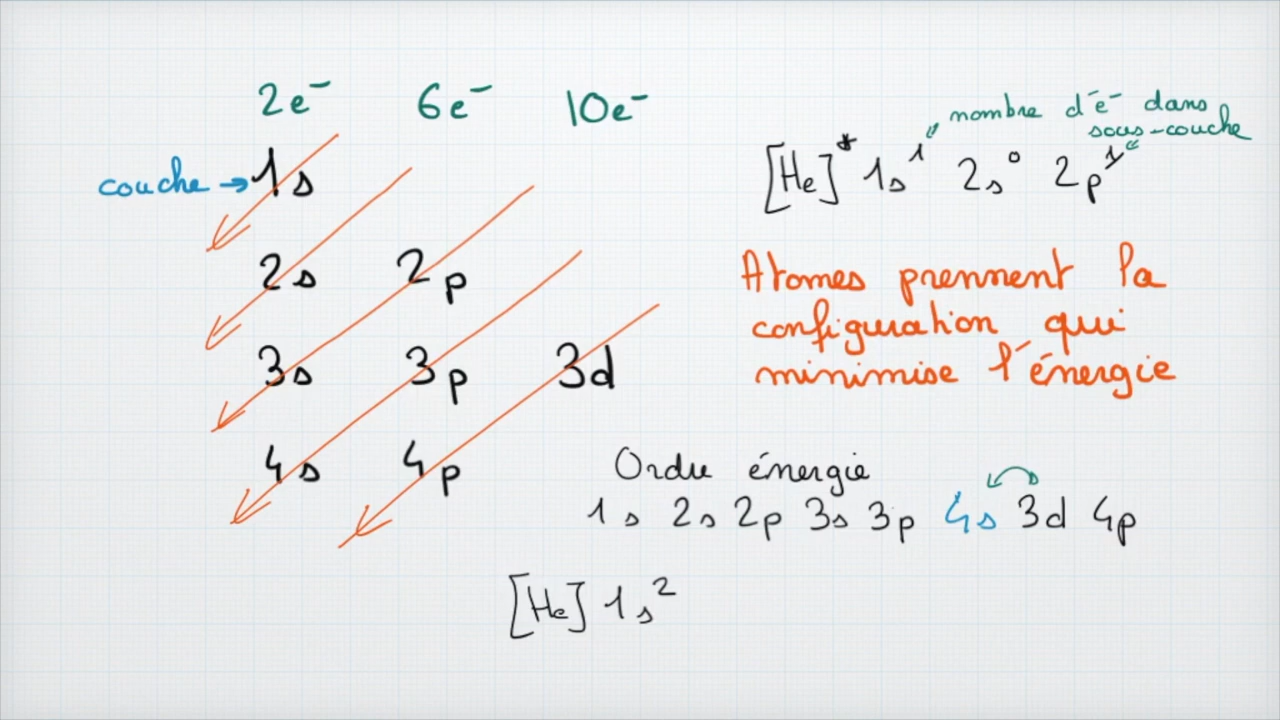 2e⁻ 6e⁻ 10e⁻
couche → 1s
2s 2p
3s 3p 3d
4s 4p
nombre d'e⁻ dans
sous-couche
[He]* 1s¹ 2s⁰ 2p¹
Atomes prennent la
configuration qui
minimise l'énergie
Ordre énergie
1s 2s 2p 3s 3p 4s 3d 4p
[He] 1s²